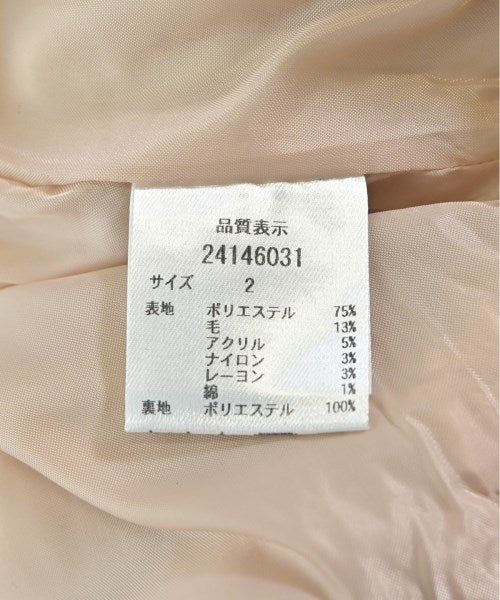 品質表示
24146031
サイズ 2
表地 ポリエステル 75%
毛 13%
アクリル 5%
ナイロン 3%
レーヨン 3%
綿 1%
裏地 ポリエステル 100%